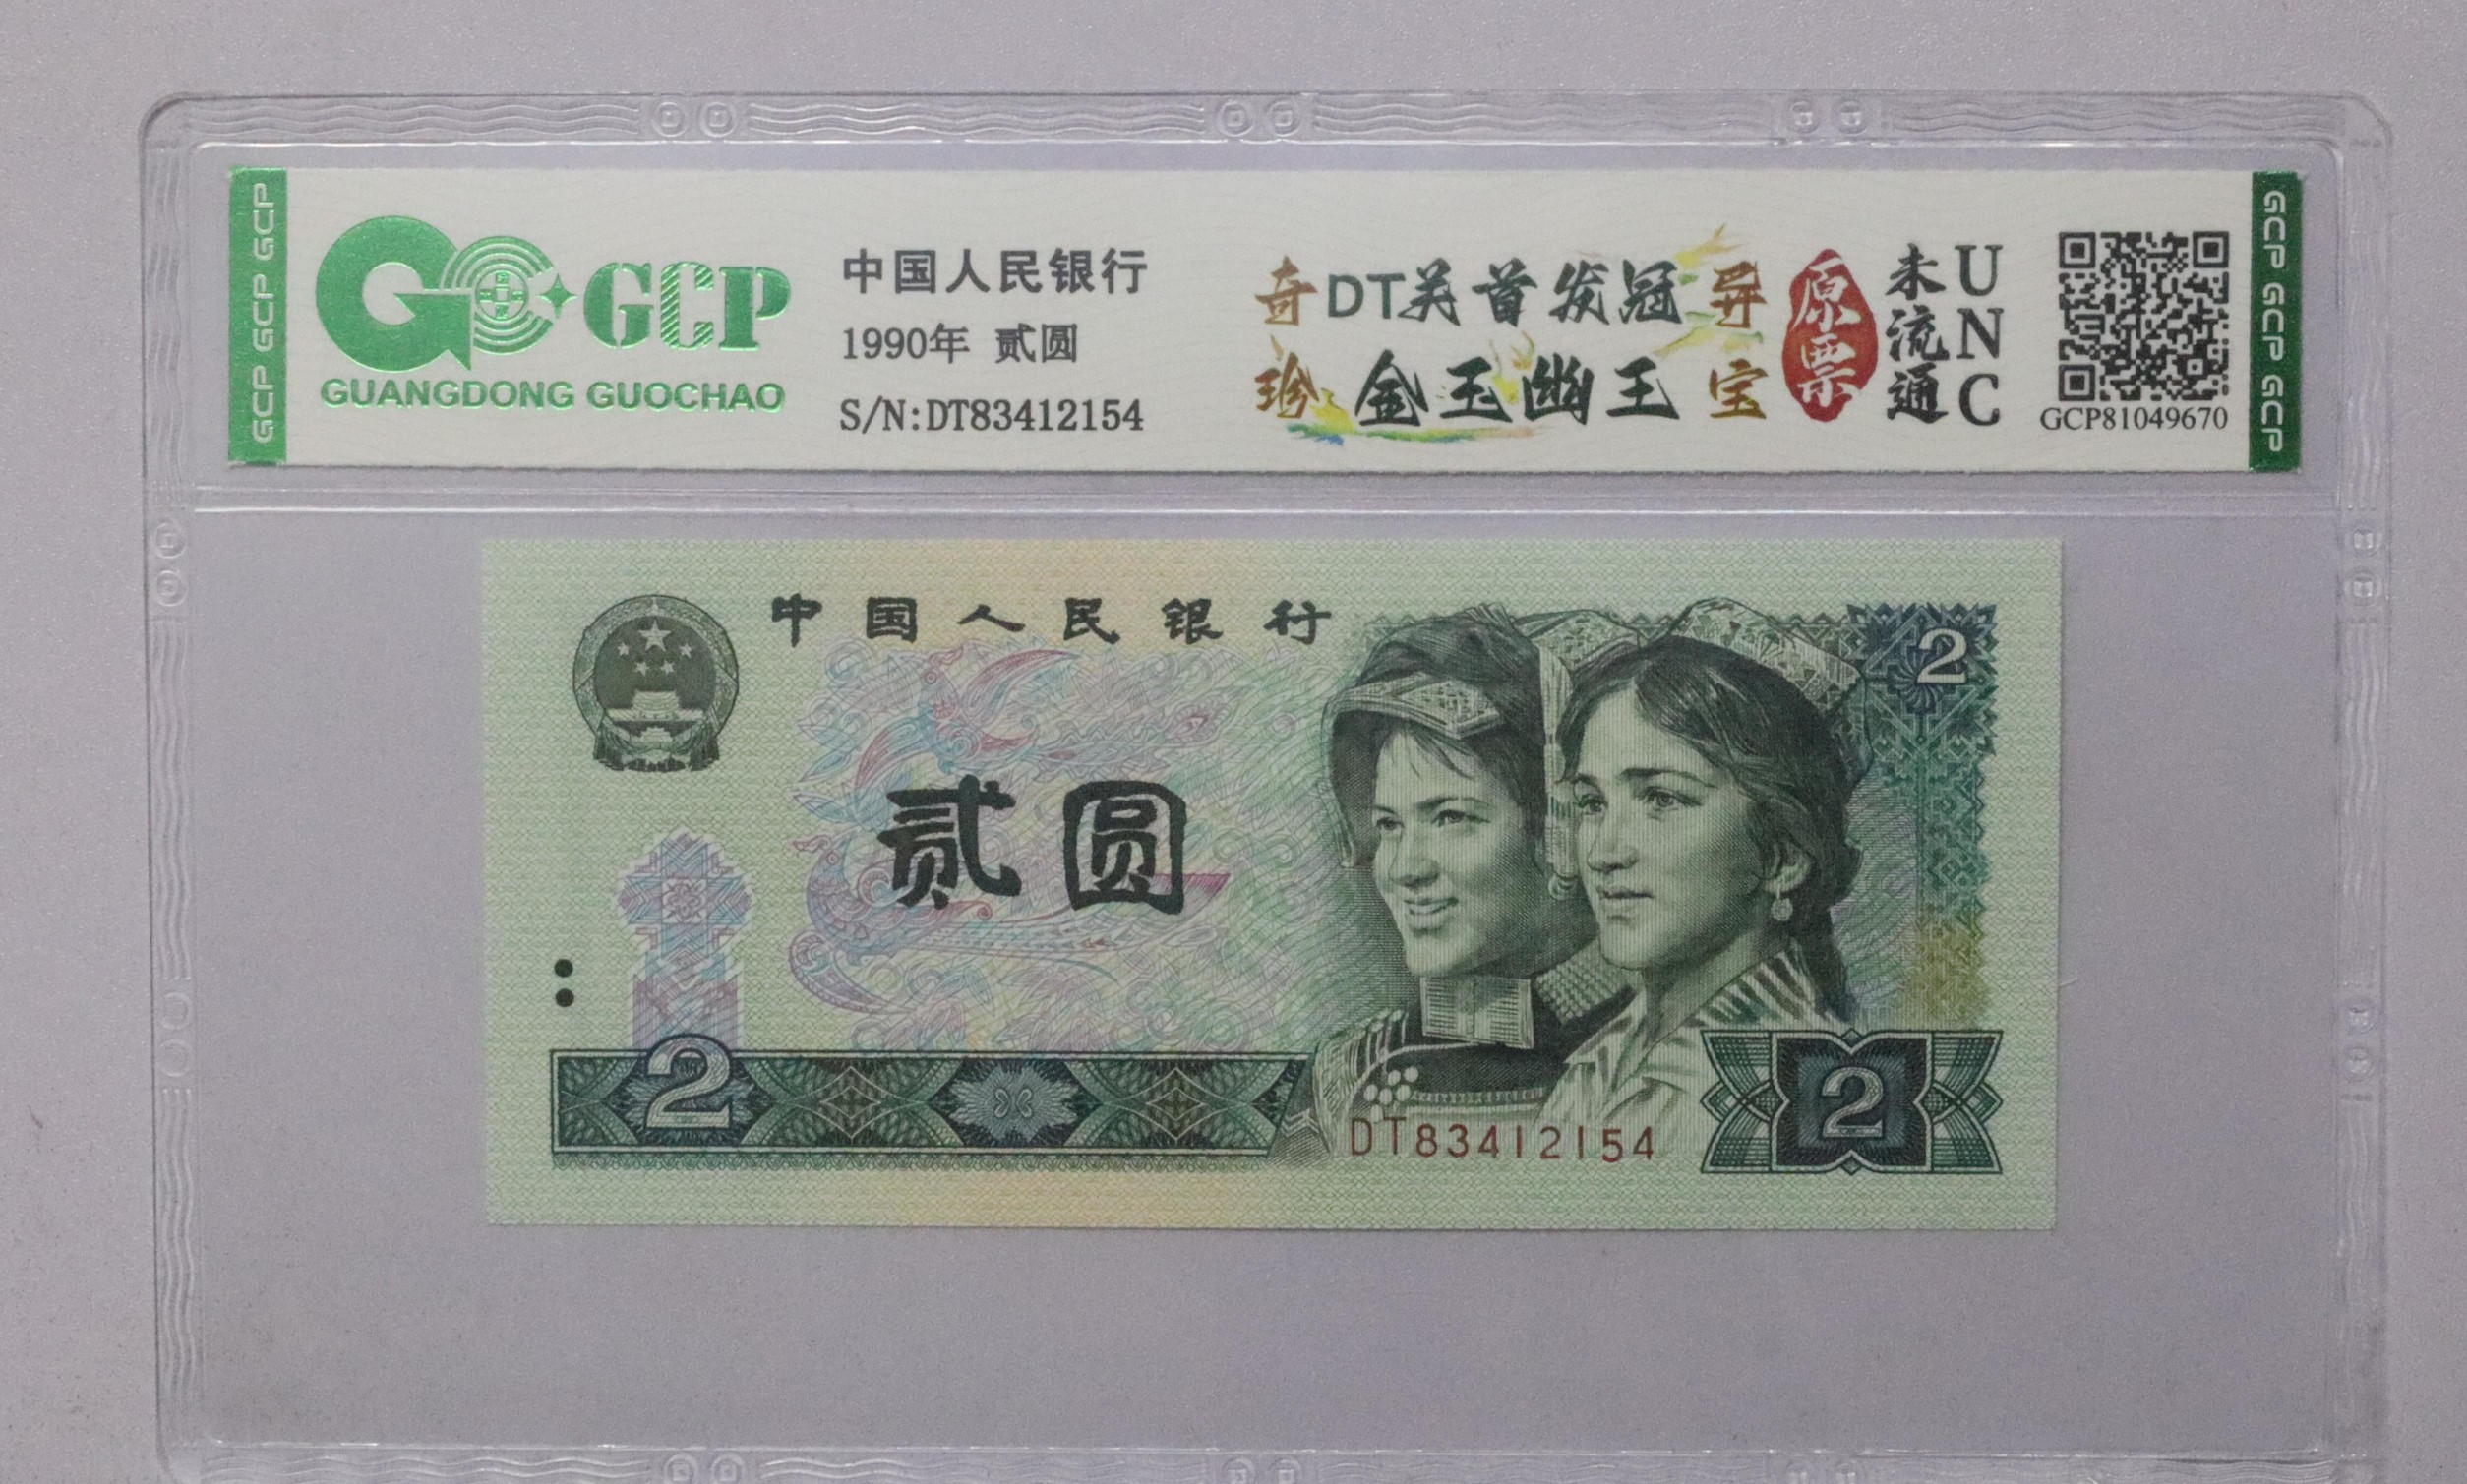 GCP GCP GCP
GCP
GUANGDONG GUOCHAO
中国人民银行
1990年 贰圆
S/N:DT83412154
奇 DT关首发冠 异
珍 金玉幽王 宝
原票
未流通
UNC
GCP81049670
GCP GCP GCP
中国人民银行
2
贰圆
2
2
DT83412154